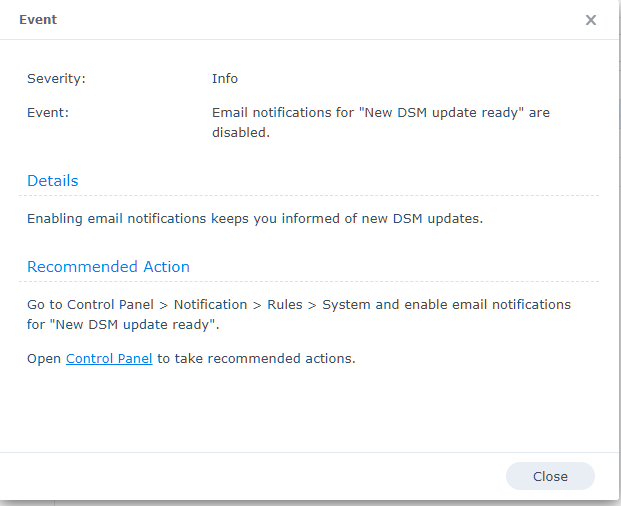 Event
Severity: Info
Event: Email notifications for "New DSM update ready" are
disabled.
Details
Enabling email notifications keeps you informed of new DSM updates.
Recommended Action
Go to Control Panel > Notification > Rules > System and enable email notifications
for "New DSM update ready".
Open Control Panel to take recommended actions.
Close